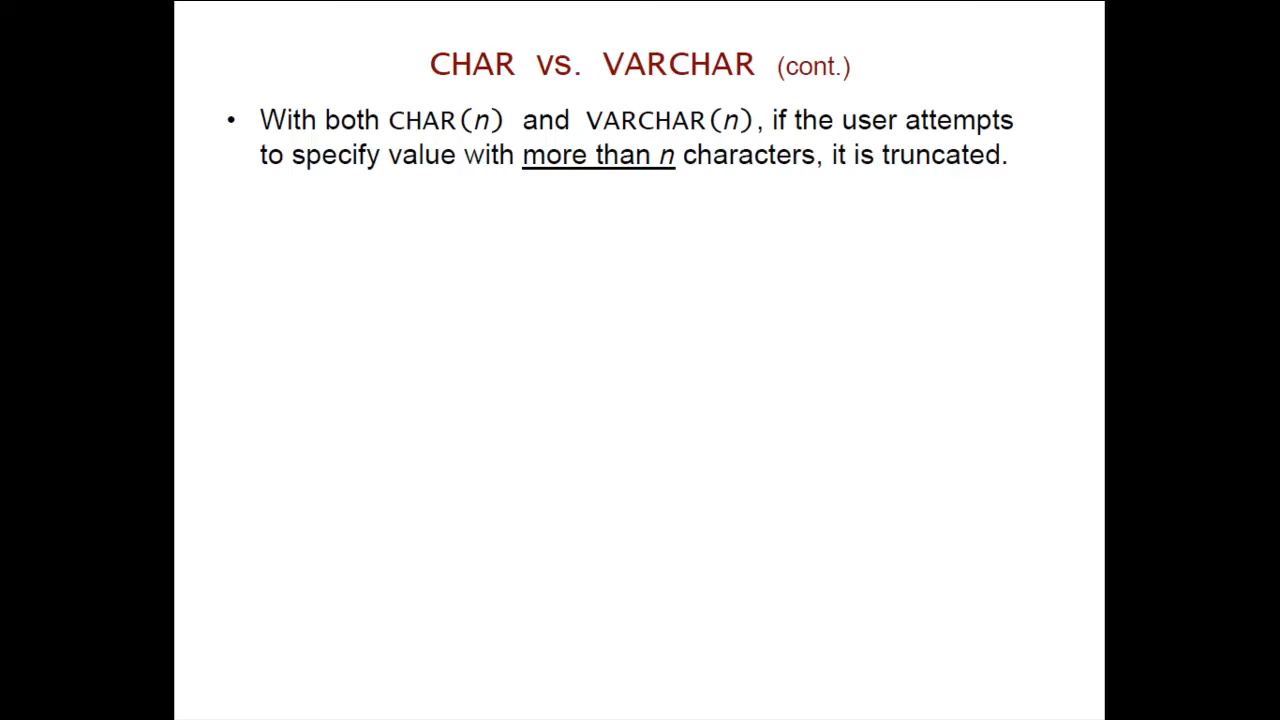 CHAR vs. VARCHAR (cont.)
• With both CHAR(n) and VARCHAR(n), if the user attempts
to specify value with more than n characters, it is truncated.